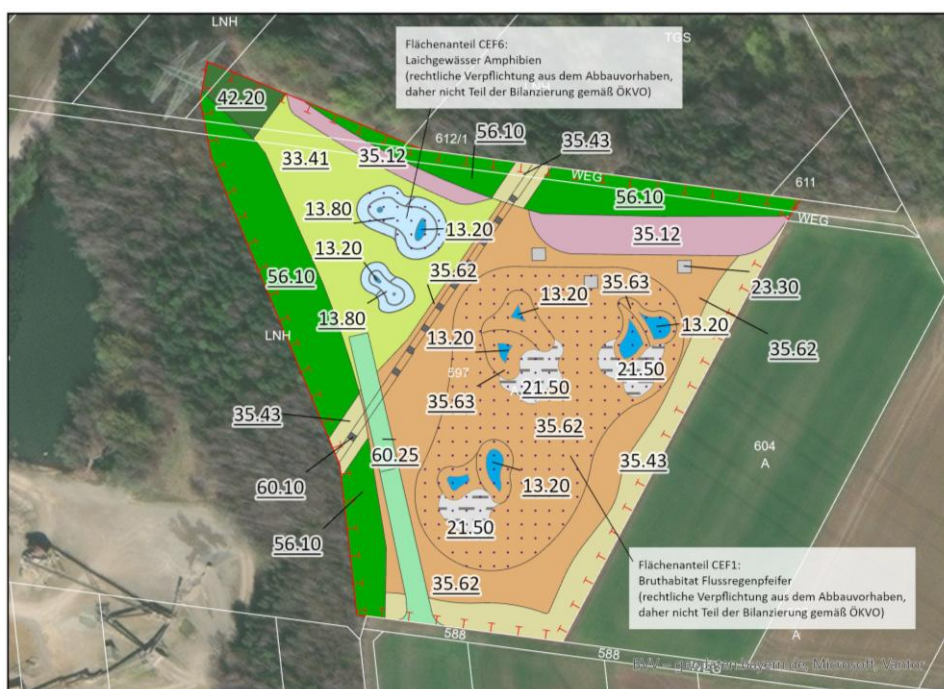 LNH
TOS
Flächenanteil CEF6:
Laichgewässer Amphibien
(rechtliche Verpflichtung aus dem Abbauvorhaben,
daher nicht Teil der Bilanzierung gemäß ÖKVO)
42.20
612/1
56.10
35.43
33.41
35.12
WEG
611
56.10
WEG
13.80
13.20
35.12
13.20
35.62
23.30
56.10
13.20
35.63
13.20
13.80
LNH
13.20
35.62
597
21.50
21.50
35.63
35.43
35.62
604
A
60.25
35.43
60.10
13.20
56.10
21.50
Flächenanteil CEF1:
Bruthabitat Flussregenpfeifer
(rechtliche Verpflichtung aus dem Abbauvorhaben,
daher nicht Teil der Bilanzierung gemäß ÖKVO)
35.62
588
A
588
geodaten.bayern.de, Microsoft, Vantor